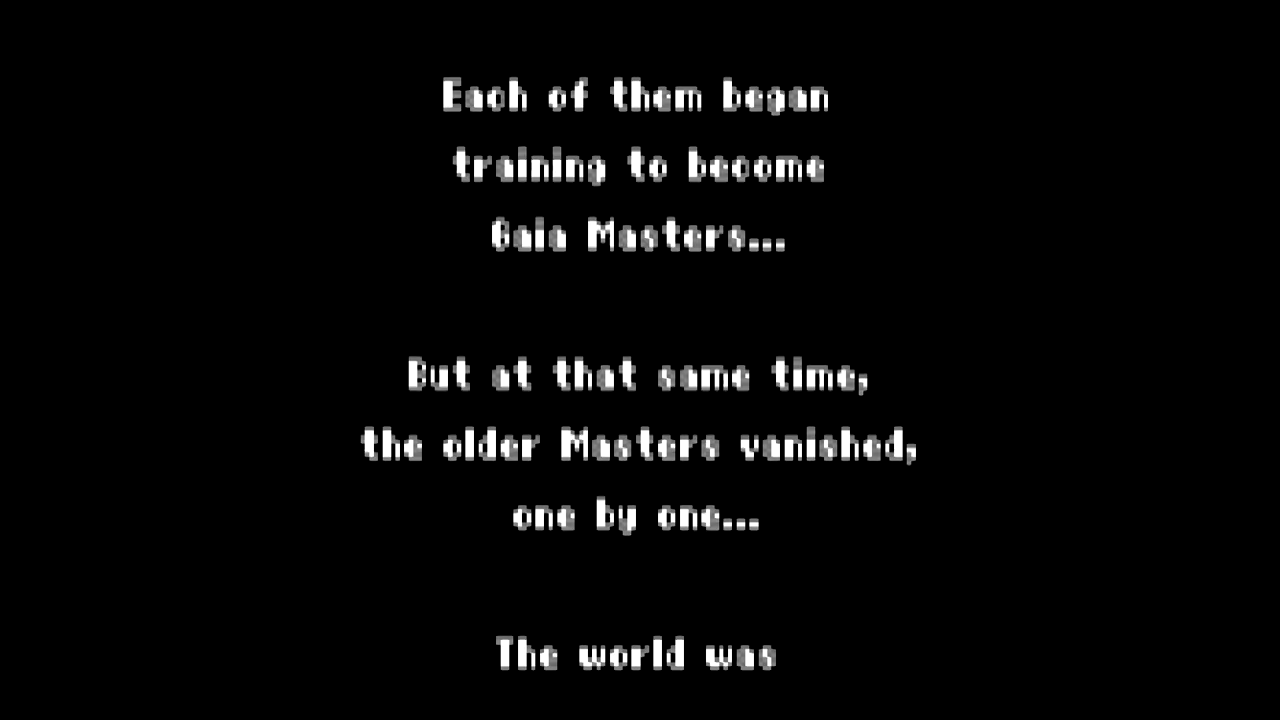 Each of them began
training to become
Gaia Masters...
But at that same time,
the older Masters vanished,
one by one...
The world was